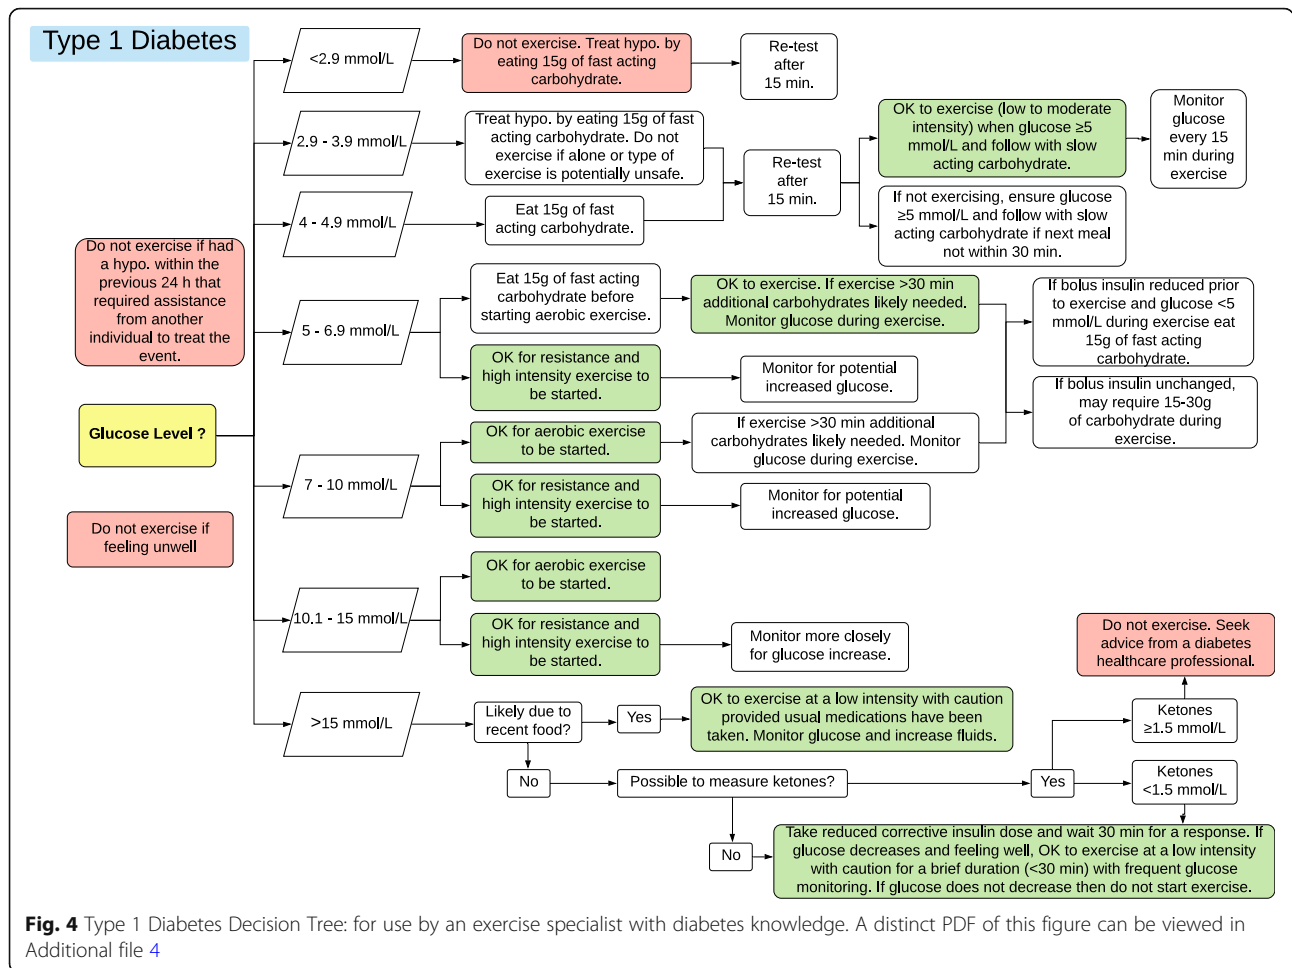 Type 1 Diabetes
<2.9 mmol/L
Do not exercise. Treat hypo. by
eating 15g of fast acting
carbohydrate.
Re-test
after
15 min.
2.9 - 3.9 mmol/L
Treat hypo. by eating 15g of fast
acting carbohydrate. Do not
exercise if alone or type of
exercise is potentially unsafe.
4 - 4.9 mmol/L
Eat 15g of fast
acting carbohydrate.
Re-test
after
15 min.
OK to exercise (low to moderate
intensity) when glucose ≥5
mmol/L and follow with slow
acting carbohydrate.
Monitor
glucose
every 15
min during
exercise
If not exercising, ensure glucose
≥5 mmol/L and follow with slow
acting carbohydrate if next meal
not within 30 min.
Do not exercise if had
a hypo. within the
previous 24 h that
required assistance
from another
individual to treat the
event.
5 - 6.9 mmol/L
Eat 15g of fast acting
carbohydrate before
starting aerobic exercise.
OK to exercise. If exercise >30 min
additional carbohydrates likely needed.
Monitor glucose during exercise.
If bolus insulin reduced prior
to exercise and glucose <5
mmol/L during exercise eat
15g of fast acting
carbohydrate.
OK for resistance and
high intensity exercise to
be started.
Monitor for potential
increased glucose.
If bolus insulin unchanged,
may require 15-30g
of carbohydrate during
exercise.
Glucose Level ?
7 - 10 mmol/L
OK for aerobic exercise
to be started.
If exercise >30 min additional
carbohydrates likely needed. Monitor
glucose during exercise.
OK for resistance and
high intensity exercise to
be started.
Monitor for potential
increased glucose.
Do not exercise if
feeling unwell
10.1 - 15 mmol/L
OK for aerobic exercise
to be started.
OK for resistance and
high intensity exercise to
be started.
Monitor more closely
for glucose increase.
Do not exercise. Seek
advice from a diabetes
healthcare professional.
>15 mmol/L
Likely due to
recent food?
Yes
OK to exercise at a low intensity with caution
provided usual medications have been
taken. Monitor glucose and increase fluids.
Ketones
≥1.5 mmol/L
No
Possible to measure ketones?
Yes
Ketones
<1.5 mmol/L
No
Take reduced corrective insulin dose and wait 30 min for a response. If
glucose decreases and feeling well, OK to exercise at a low intensity
with caution for a brief duration (<30 min) with frequent glucose
monitoring. If glucose does not decrease then do not start exercise.
Fig. 4 Type 1 Diabetes Decision Tree: for use by an exercise specialist with diabetes knowledge. A distinct PDF of this figure can be viewed in
Additional file 4